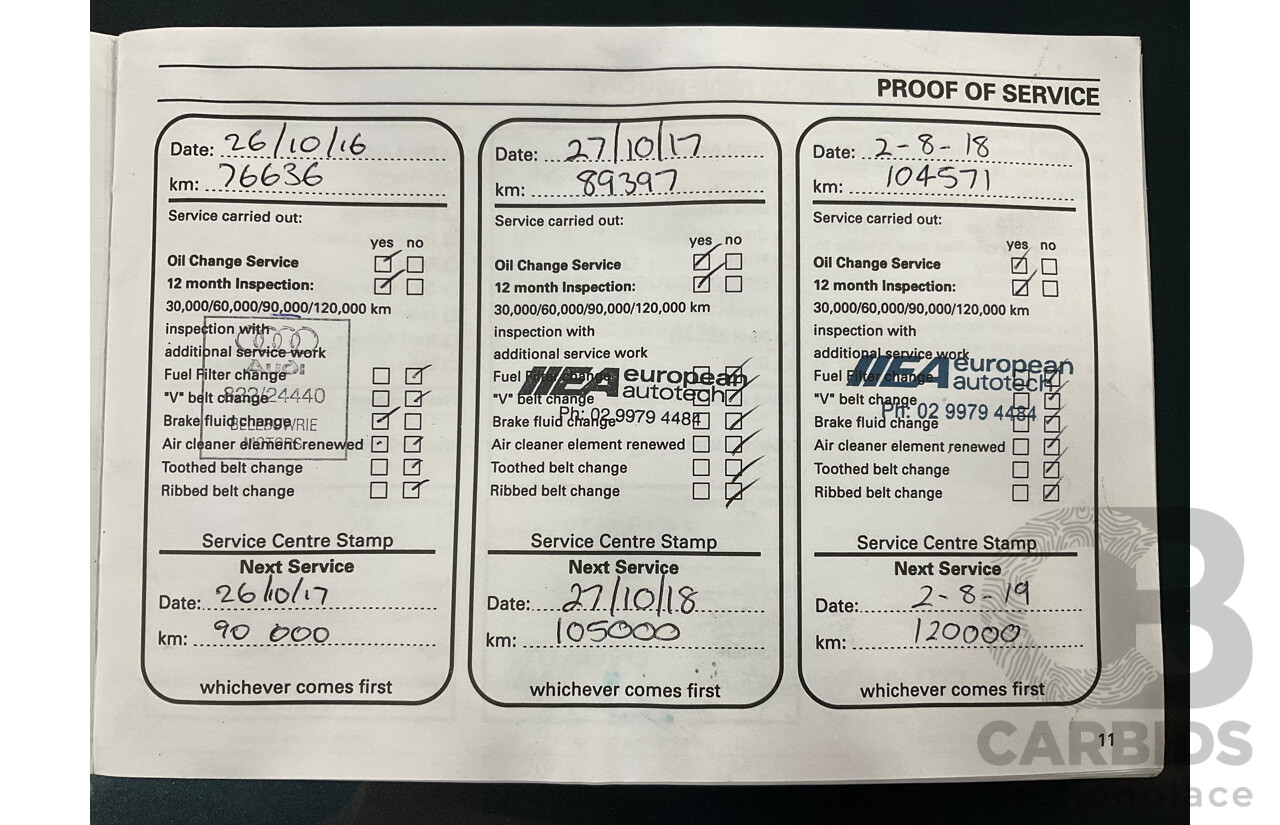 PROOF OF SERVICE
Date: 26/10/16
km: 76636
Service carried out:
yes no
Oil Change Service
12 month Inspection:
30,000/60,000/90,000/120,000 km
inspection with
additional service work
Audi
Fuel Filter change
"V" belt change
Brake fluid change
Air cleaner element renewed
MOTORS
Toothed belt change
Ribbed belt change
Service Centre Stamp
Next Service
Date: 26/10/17
km: 90 000
whichever comes first
Date: 27/10/17
km: 89397
Service carried out:
yes no
Oil Change Service
12 month Inspection:
30,000/60,000/90,000/120,000 km
inspection with
additional service work
Fuel Filter change
european
"V" belt change
autotech
Brake fluid change
Ph: 02 9979 4484
Air cleaner element renewed
Toothed belt change
Ribbed belt change
Service Centre Stamp
Next Service
Date: 27/10/18
km: 105000
whichever comes first
Date: 2-8-18
km: 104571
Service carried out:
yes no
Oil Change Service
12 month Inspection:
30,000/60,000/90,000/120,000 km
inspection with
additional service work
european
Fuel Filter change
autotech
"V" belt change
Ph: 02 9979 4484
Brake fluid change
Air cleaner element renewed
Toothed belt change
Ribbed belt change
Service Centre Stamp
Next Service
Date: 2-8-19
km: 120000
whichever comes first
11
CARBIDS